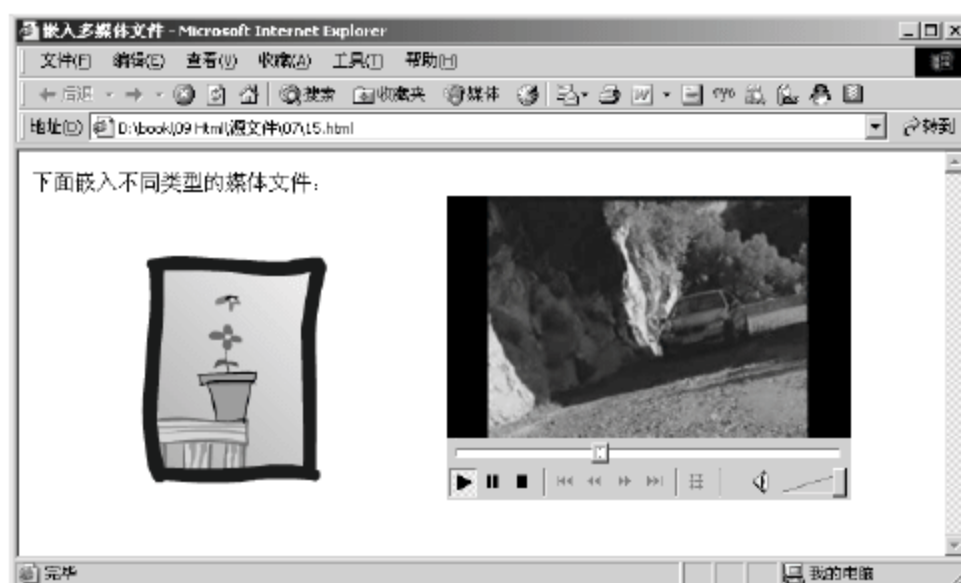 嵌入多媒体文件 - Microsoft Internet Explorer
文件(F) 编辑(E) 查看(V) 收藏(A) 工具(T) 帮助(H)
后退 搜索 收藏夹 媒体
地址(D) D:\book\09 Html\源文件\07\15.html 转到
下面嵌入不同类型的媒体文件：
完毕 我的电脑